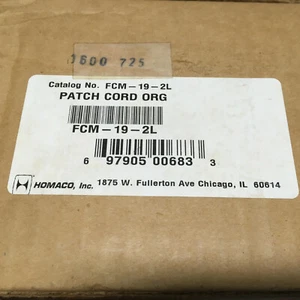 1600 725
Catalog No. FCM-19-2L
PATCH CORD ORG
FCM-19-2L
6 97905 00683 3
HOMACO, Inc. 1875 W. Fullerton Ave Chicago, IL 60614